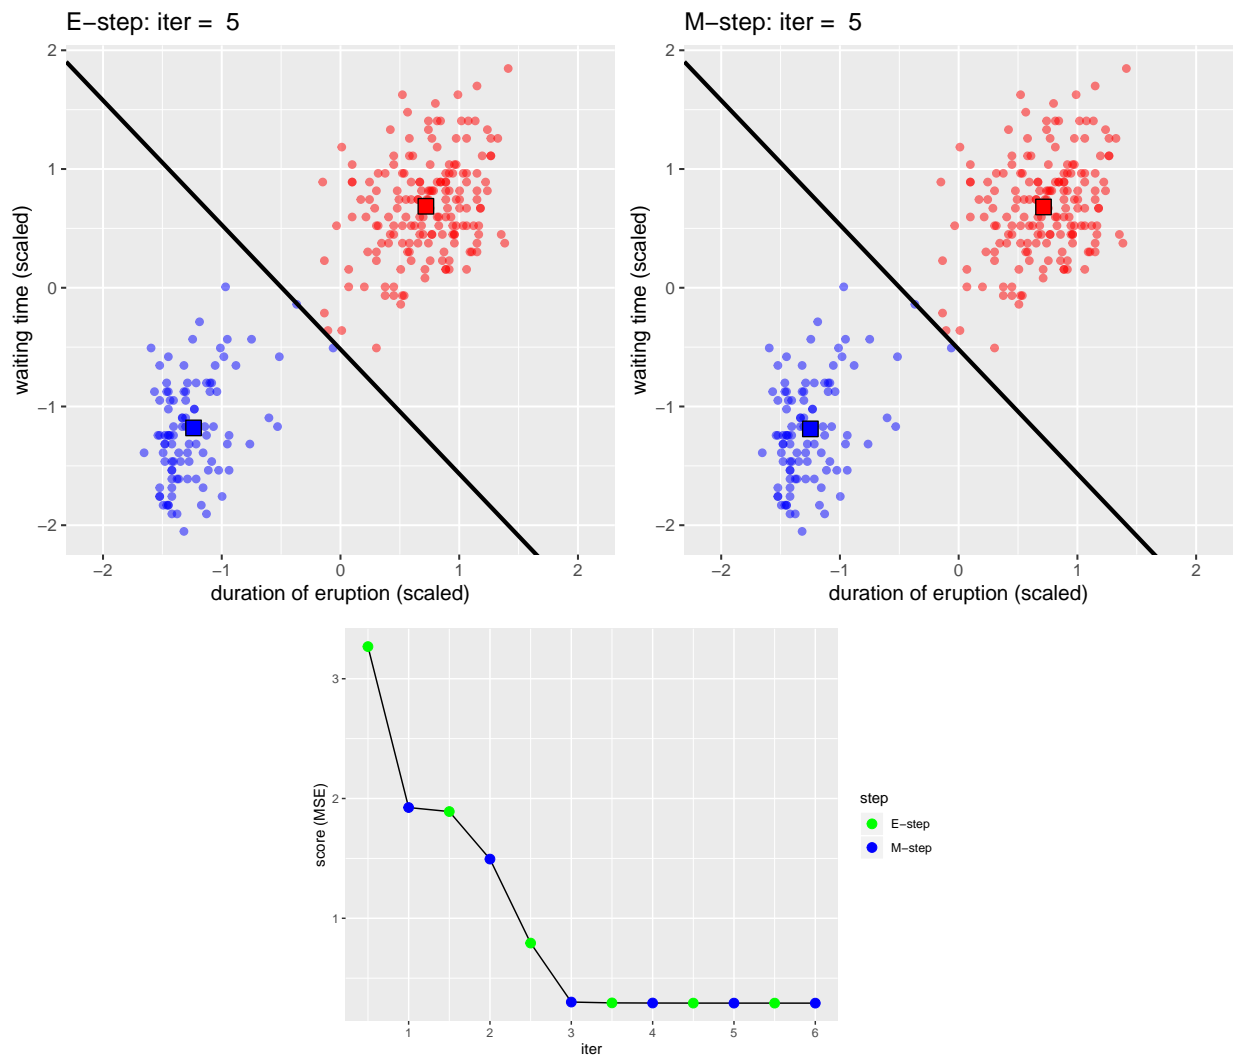 E−step: iter =  5
M−step: iter =  5
waiting time (scaled)
2
1
0
−1
−2
−2
−1
0
1
2
duration of eruption (scaled)
waiting time (scaled)
2
1
0
−1
−2
−2
−1
0
1
2
duration of eruption (scaled)
score (MSE)
3
2
1
1
2
3
4
5
6
iter
step
E−step
M−step